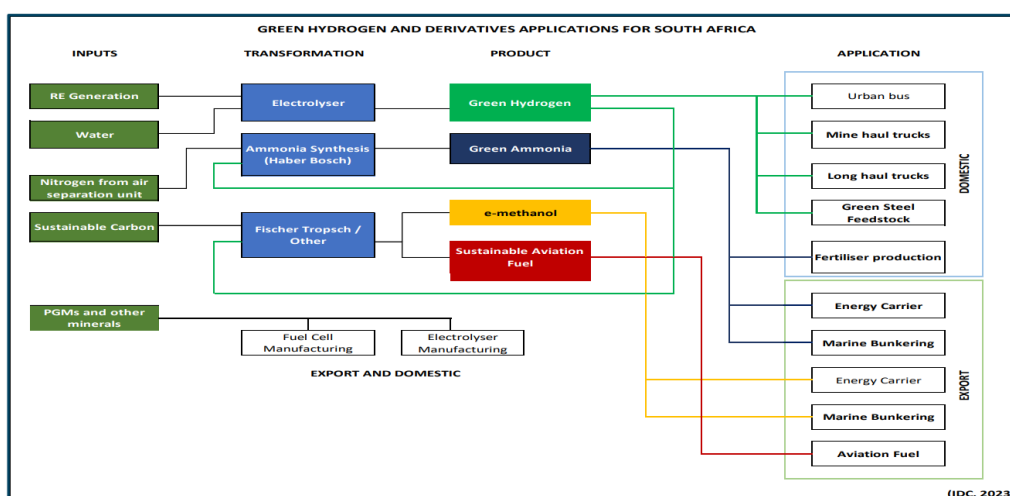 GREEN HYDROGEN AND DERIVATIVES APPLICATIONS FOR SOUTH AFRICA
INPUTS
TRANSFORMATION
PRODUCT
APPLICATION
RE Generation
Water
Nitrogen from air
separation unit
Sustainable Carbon
PGMs and other
minerals
Electrolyser
Ammonia Synthesis
(Haber Bosch)
Fischer Tropsch /
Other
Fuel Cell
Manufacturing
Electrolyser
Manufacturing
EXPORT AND DOMESTIC
Green Hydrogen
Green Ammonia
e-methanol
Sustainable Aviation
Fuel
Urban bus
Mine haul trucks
Long haul trucks
Green Steel
Feedstock
Fertiliser production
DOMESTIC
Energy Carrier
Marine Bunkering
Energy Carrier
Marine Bunkering
Aviation Fuel
EXPORT
(IDC, 2023